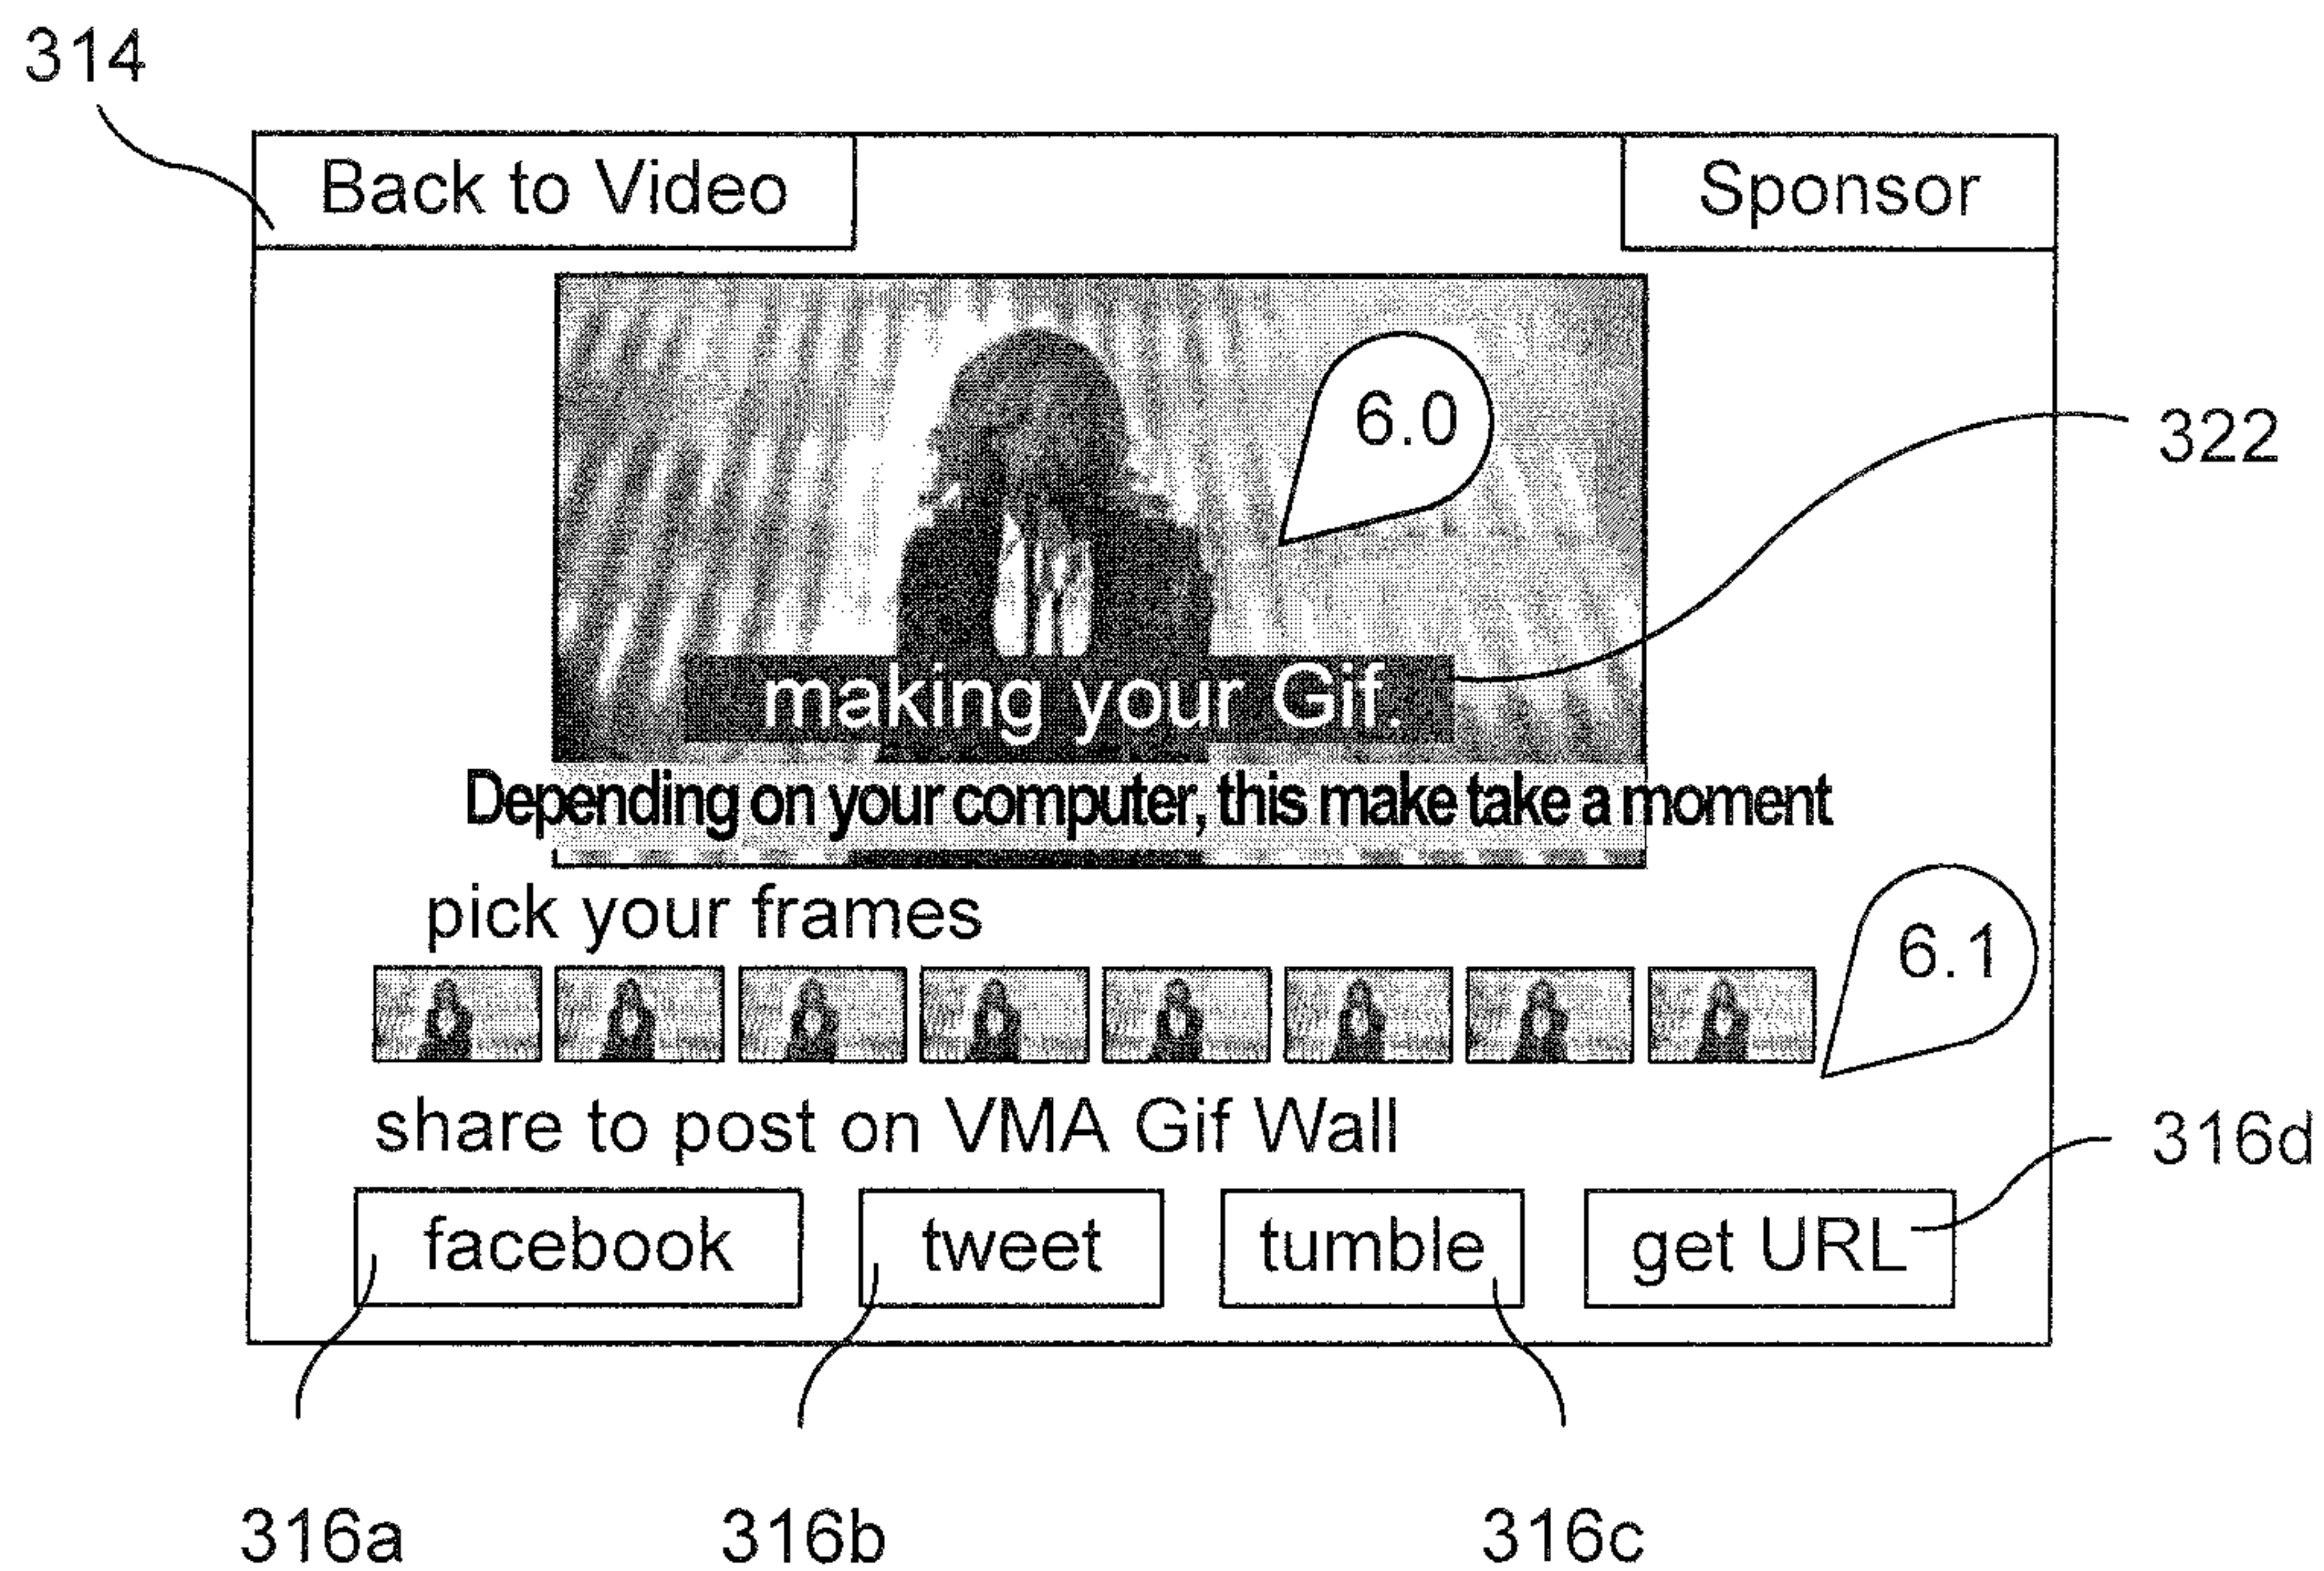 314
Back to Video
Sponsor
6.0
322
making your Gif.
Depending on your computer, this make take a moment
pick your frames
6.1
share to post on VMA Gif Wall
316d
facebook
tweet
tumble
get URL
316a
316b
316c